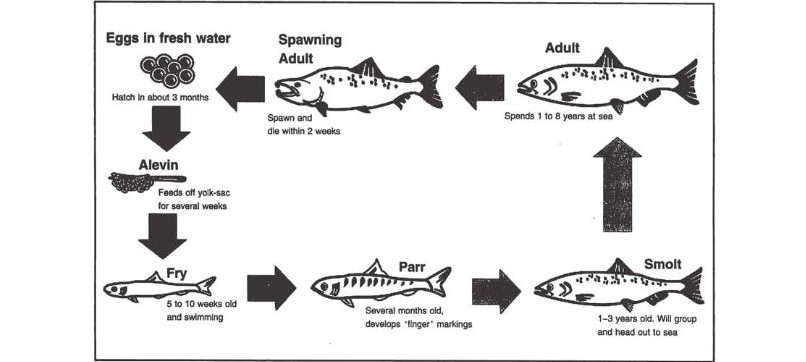 Eggs in fresh water
Hatch in about 3 months
Spawning
Adult
Spawn and
die within 2 weeks
Adult
Spends 1 to 8 years at sea
Alevin
Feeds off yolk-sac
for several weeks
Fry
5 to 10 weeks old
and swimming
Parr
Several months old,
develops ‘finger’ markings
Smolt
1–3 years old. Will group
and head out to sea